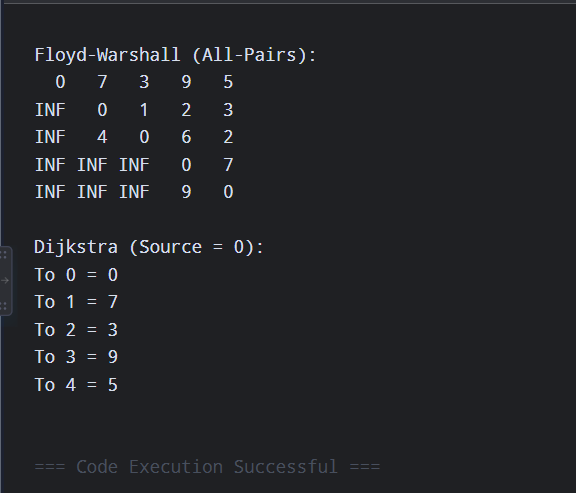 Floyd-Warshall (All-Pairs):
  0   7   3   9   5
INF   0   1   2   3
INF   4   0   6   2
INF INF INF   0   7
INF INF INF   9   0
Dijkstra (Source = 0):
To 0 = 0
To 1 = 7
To 2 = 3
To 3 = 9
To 4 = 5
=== Code Execution Successful ===